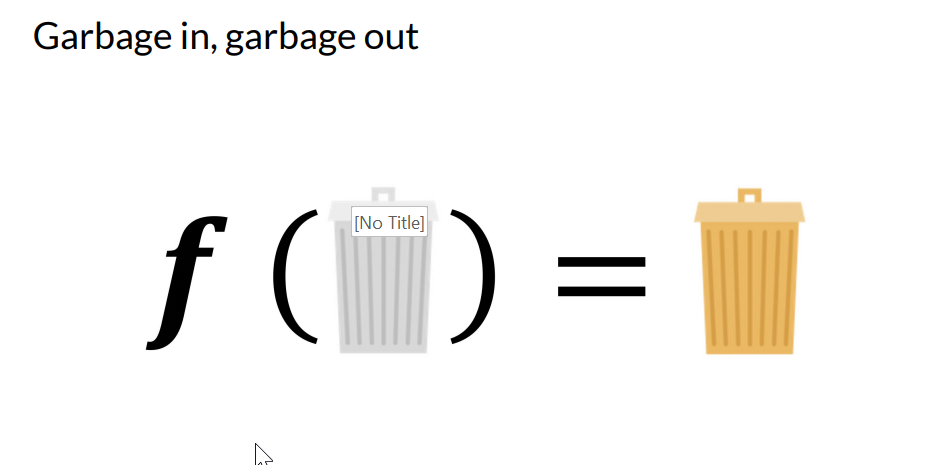 Garbage in, garbage out
f ( [No Title] ) =